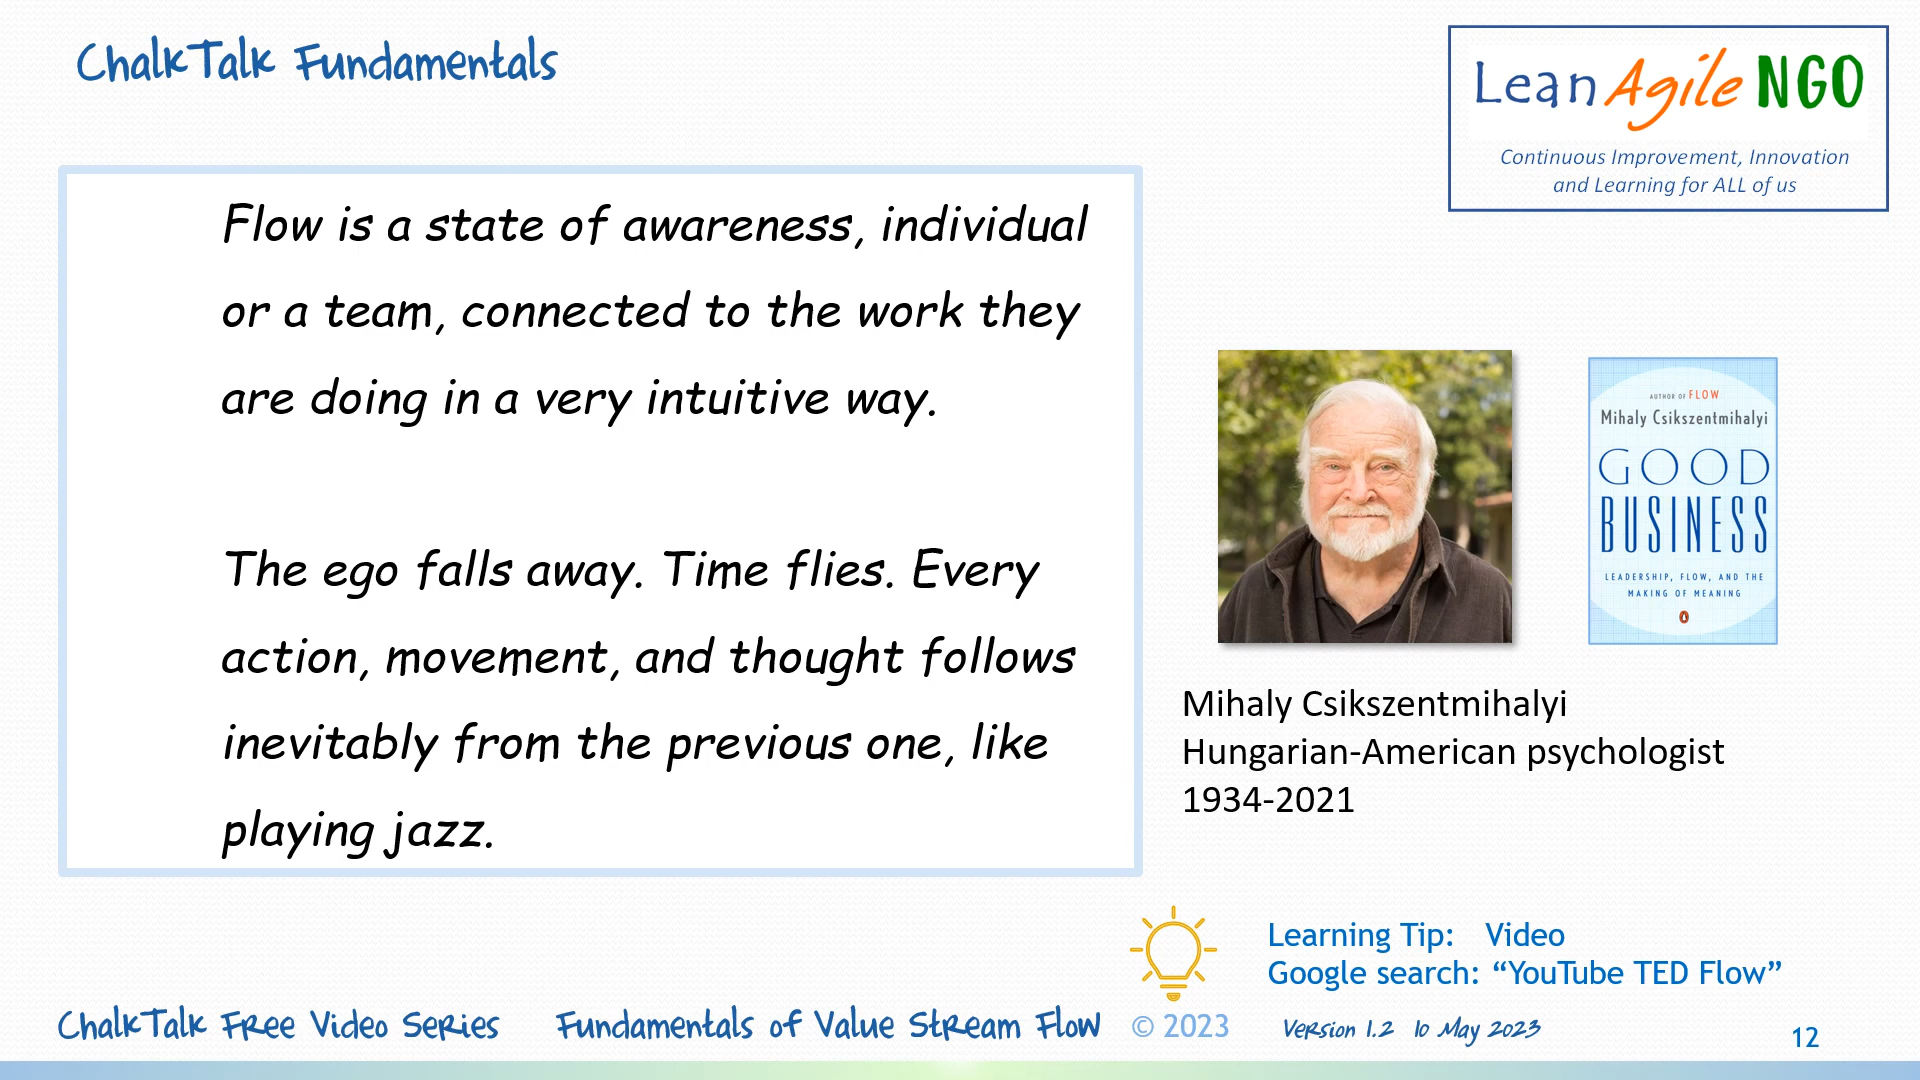 ChalkTalk Fundamentals
Lean Agile NGO
Continuous Improvement, Innovation
and Learning for ALL of us
Flow is a state of awareness, individual
or a team, connected to the work they
are doing in a very intuitive way.
The ego falls away. Time flies. Every
action, movement, and thought follows
inevitably from the previous one, like
playing jazz.
AUTHOR OF FLOW
Mihaly Csikszentmihalyi
GOOD
BUSINESS
LEADERSHIP, FLOW, AND THE
MAKING OF MEANING
Mihaly Csikszentmihalyi
Hungarian-American psychologist
1934-2021
Learning Tip: Video
Google search: “YouTube TED Flow”
ChalkTalk Free Video Series Fundamentals of Value Stream Flow © 2023 Version 1.2 10 May 2023 12